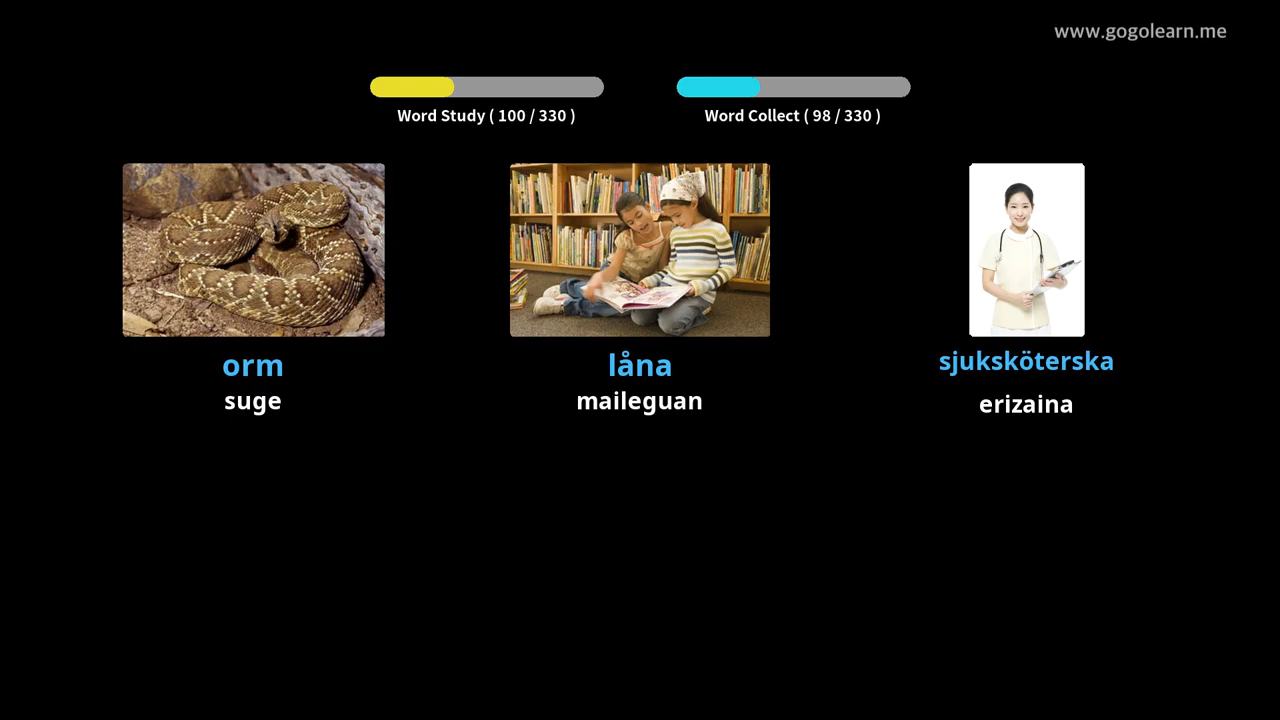 www.gogolearn.me
Word Study ( 100 / 330 )
Word Collect ( 98 / 330 )
orm
suge
låna
maileguan
sjuksköterska
erizaina